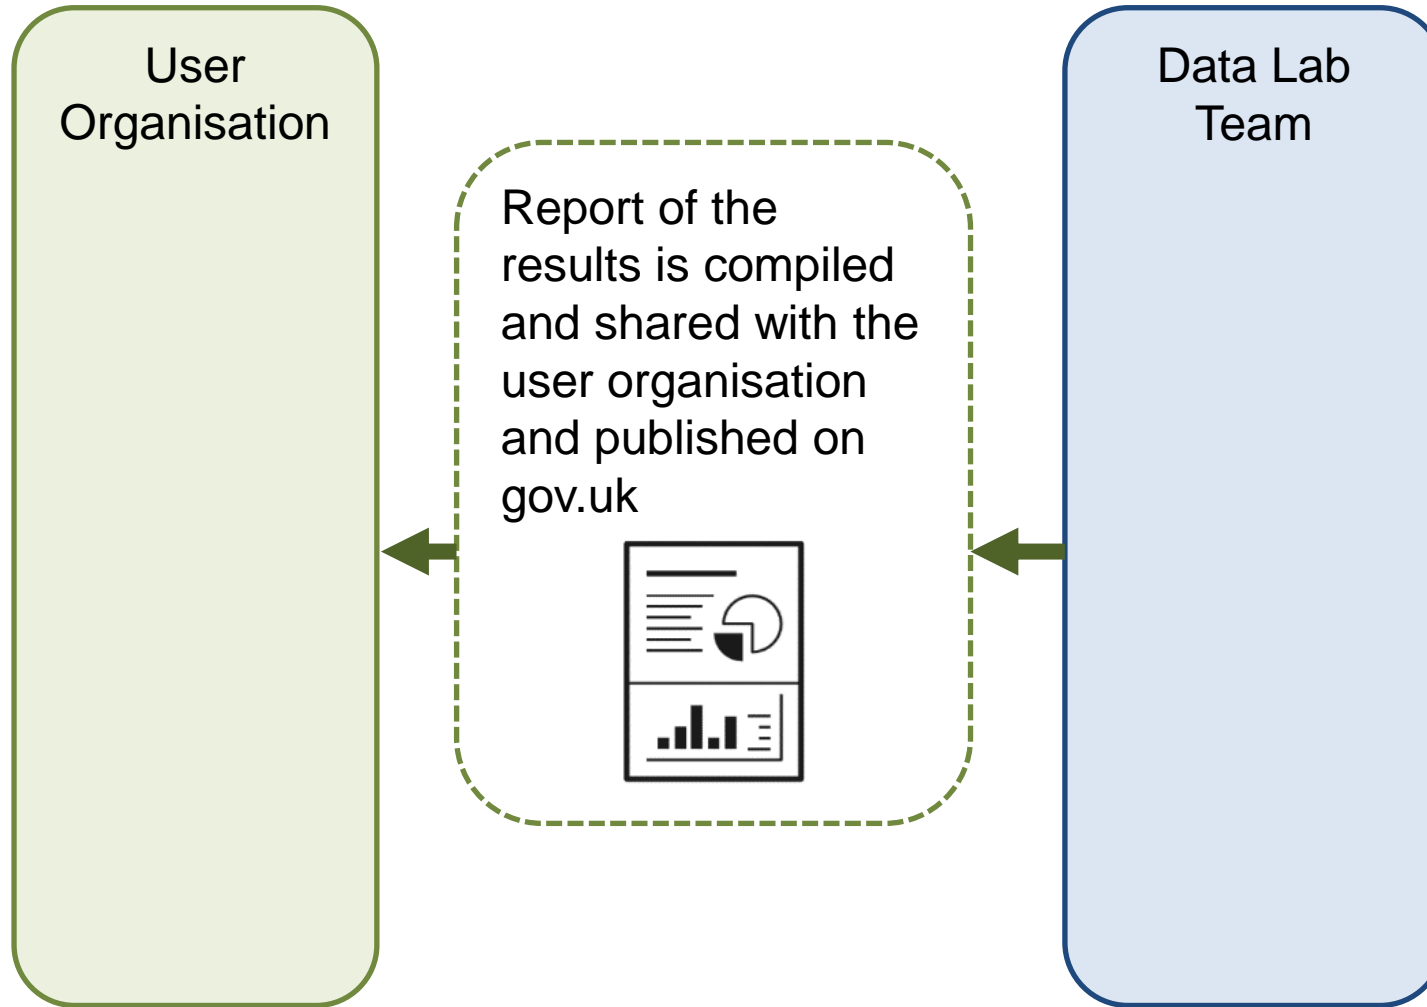 User
Organisation
Report of the
results is compiled
and shared with the
user organisation
and published on
gov.uk
Data Lab
Team